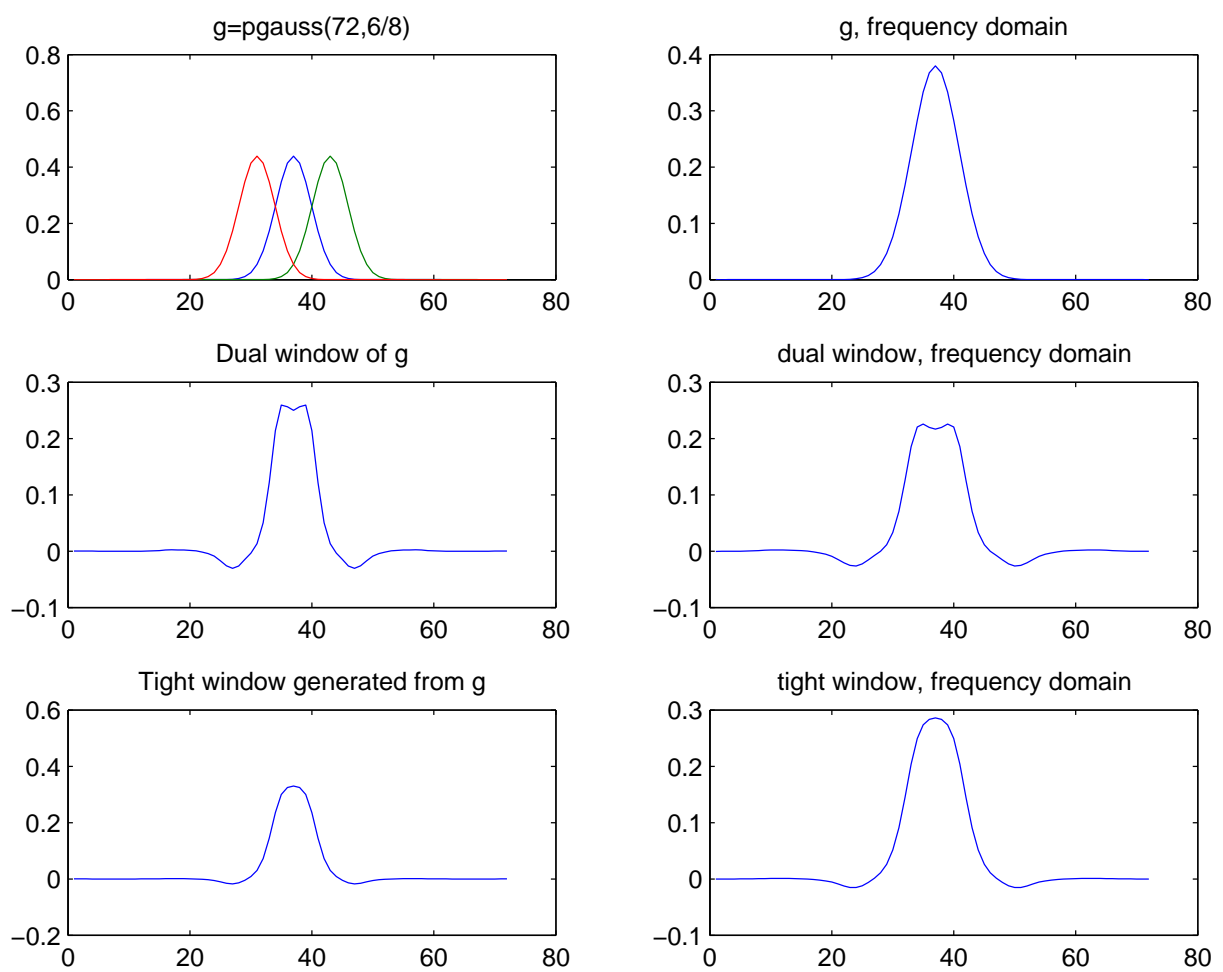 g=pgauss(72,6/8)
0.8
0.6
0.4
0.2
0
0 20 40 60 80
g, frequency domain
0.4
0.3
0.2
0.1
0
0 20 40 60 80
Dual window of g
0.3
0.2
0.1
0
−0.1
0 20 40 60 80
dual window, frequency domain
0.3
0.2
0.1
0
−0.1
0 20 40 60 80
Tight window generated from g
0.6
0.4
0.2
0
−0.2
0 20 40 60 80
tight window, frequency domain
0.3
0.2
0.1
0
−0.1
0 20 40 60 80